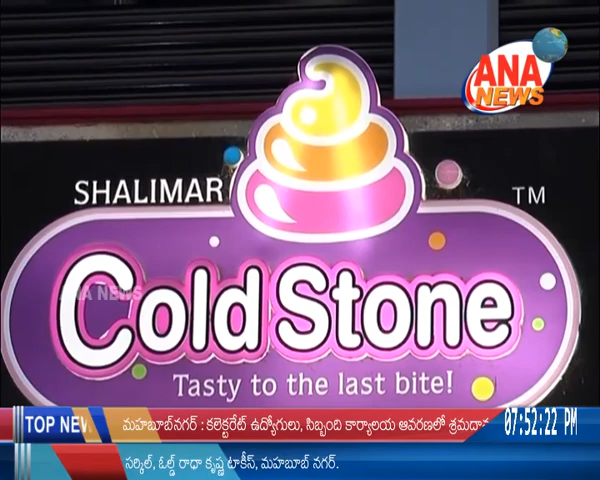 ANA
NEWS
SHALIMAR
TM
Cold Stone
ANA NEWS
Tasty to the last bite!
TOP NEW
మహబూబ్‌నగర్ : కలెక్టరేట్ ఉద్యోగులు, సిబ్బంది కార్యాలయ ఆవరణలో శ్రమదా
07:52:22 PM
సర్కిల్, ఓల్డ్ రాధా కృష్ణ టాకీస్, మహబూబ్ నగర్.